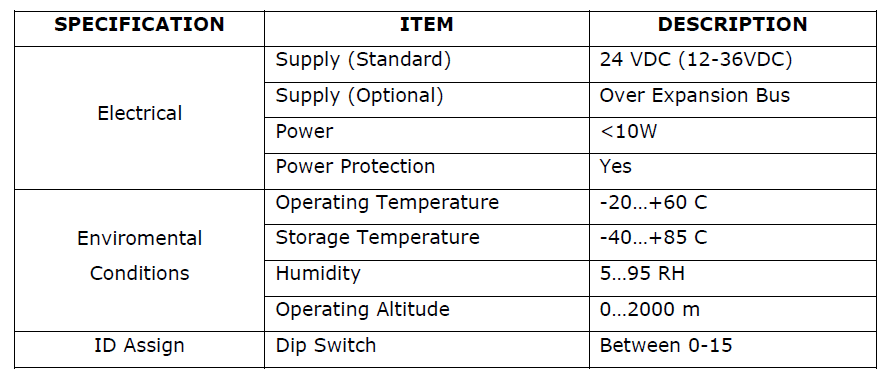 SPECIFICATION ITEM DESCRIPTION
Electrical
Supply (Standard) 24 VDC (12-36VDC)
Supply (Optional) Over Expansion Bus
Power <10W
Power Protection Yes
Enviromental
Conditions
Operating Temperature -20…+60 C
Storage Temperature -40…+85 C
Humidity 5…95 RH
Operating Altitude 0…2000 m
ID Assign Dip Switch Between 0-15